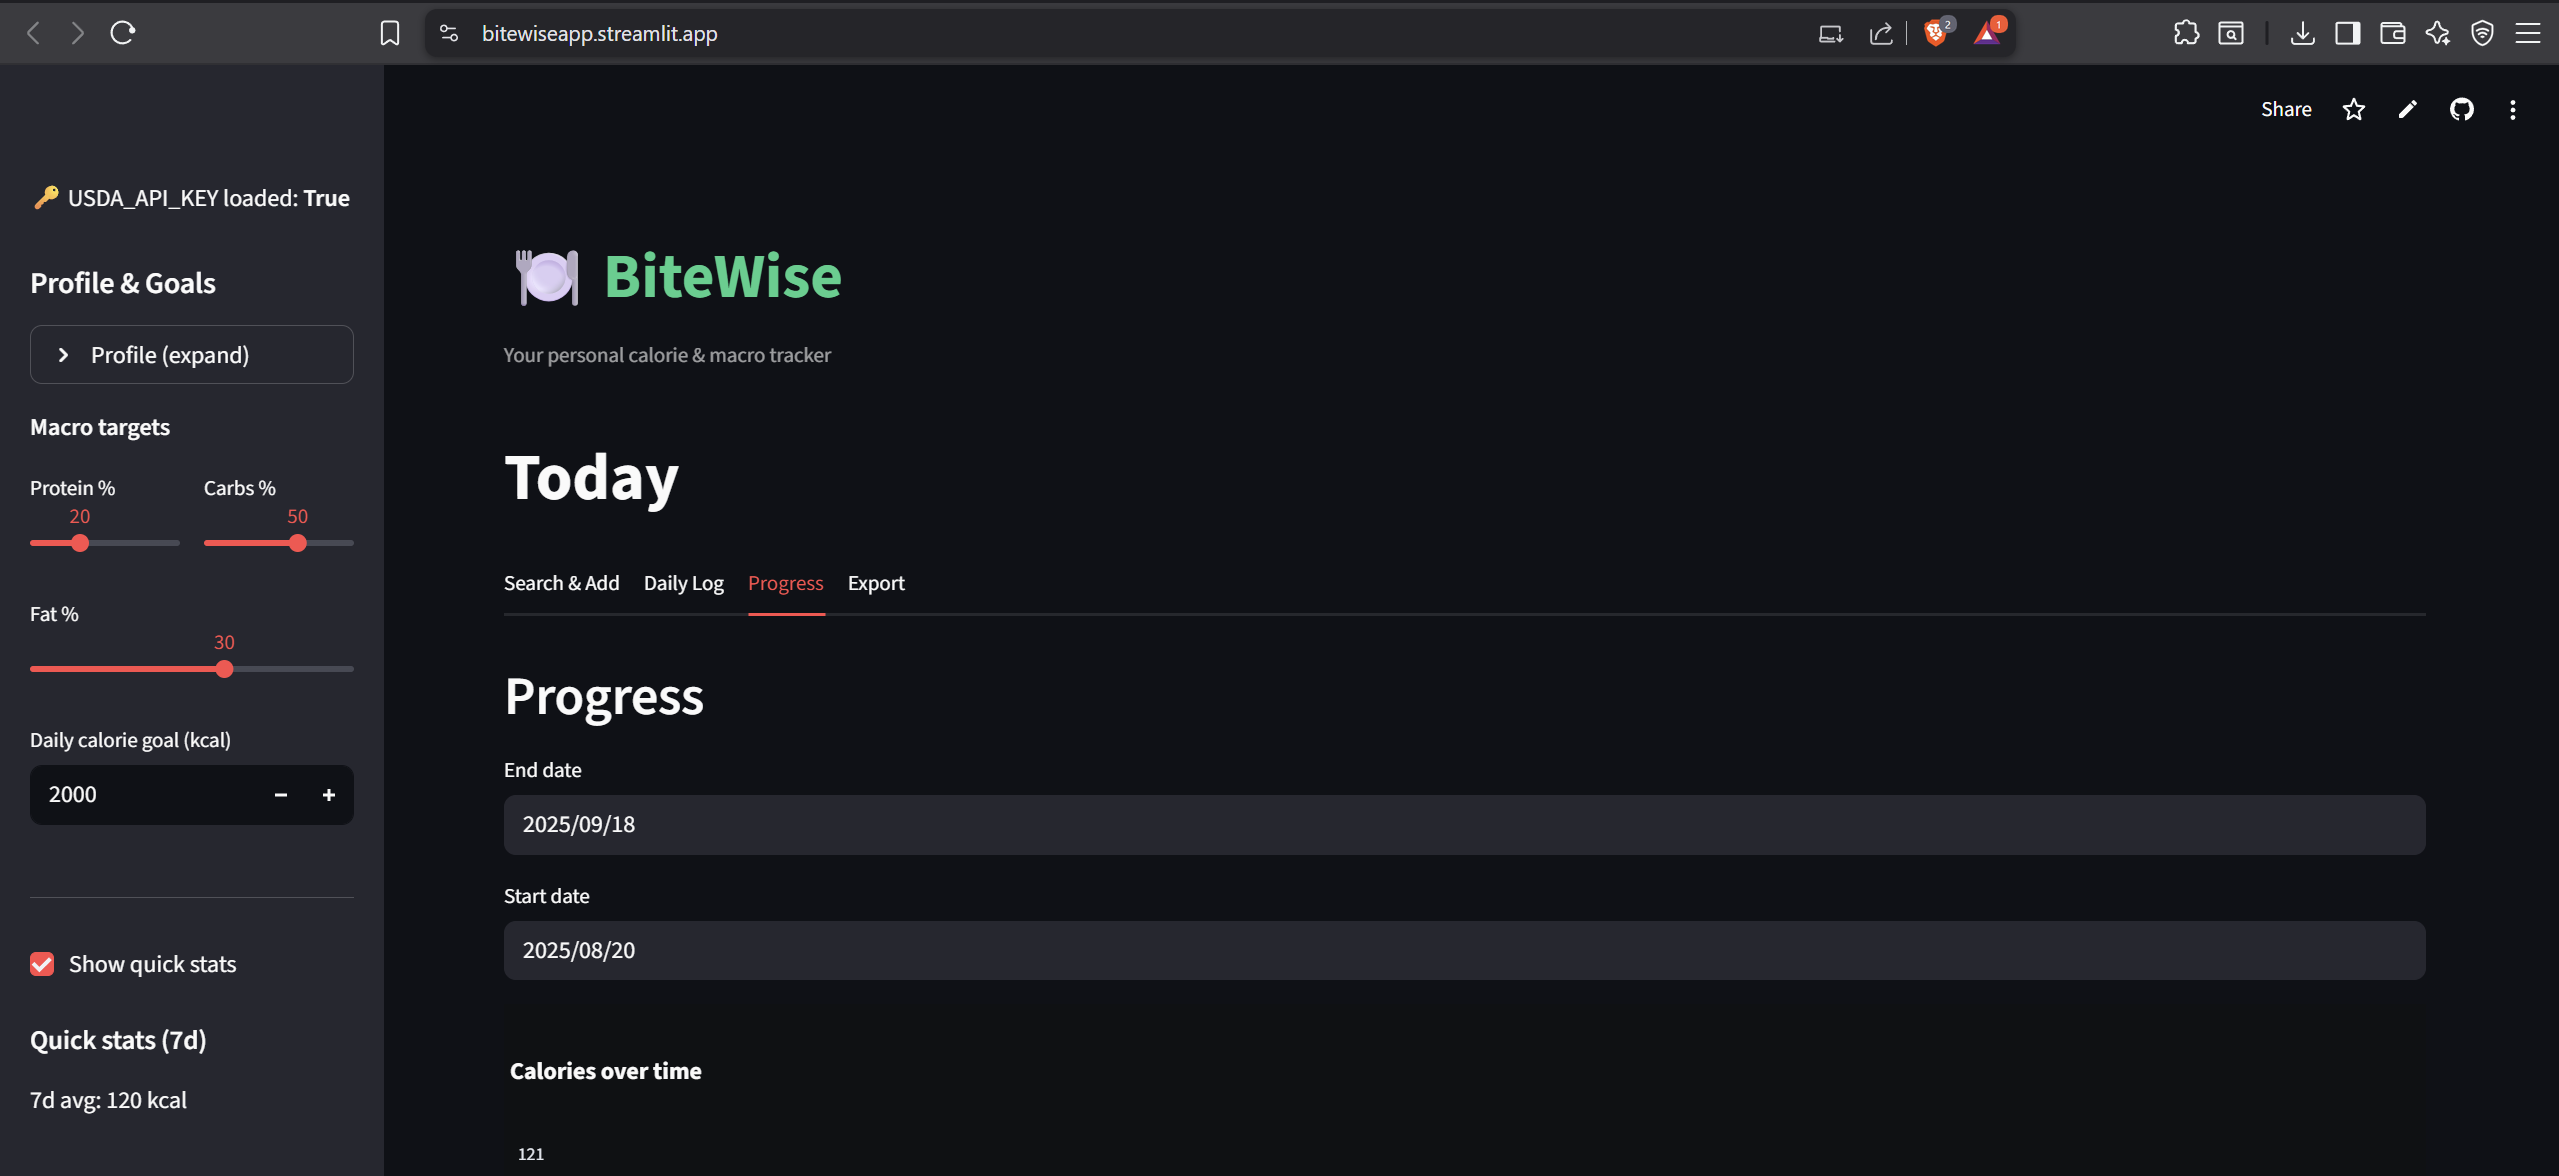 bitewiseapp.streamlit.app
2
1
Share
USDA_API_KEY loaded: True
Profile & Goals
Profile (expand)
Macro targets
Protein %
Carbs %
20
50
Fat %
30
Daily calorie goal (kcal)
2000
Show quick stats
Quick stats (7d)
7d avg: 120 kcal
BiteWise
Your personal calorie & macro tracker
Today
Search & Add
Daily Log
Progress
Export
Progress
End date
2025/09/18
Start date
2025/08/20
Calories over time
121